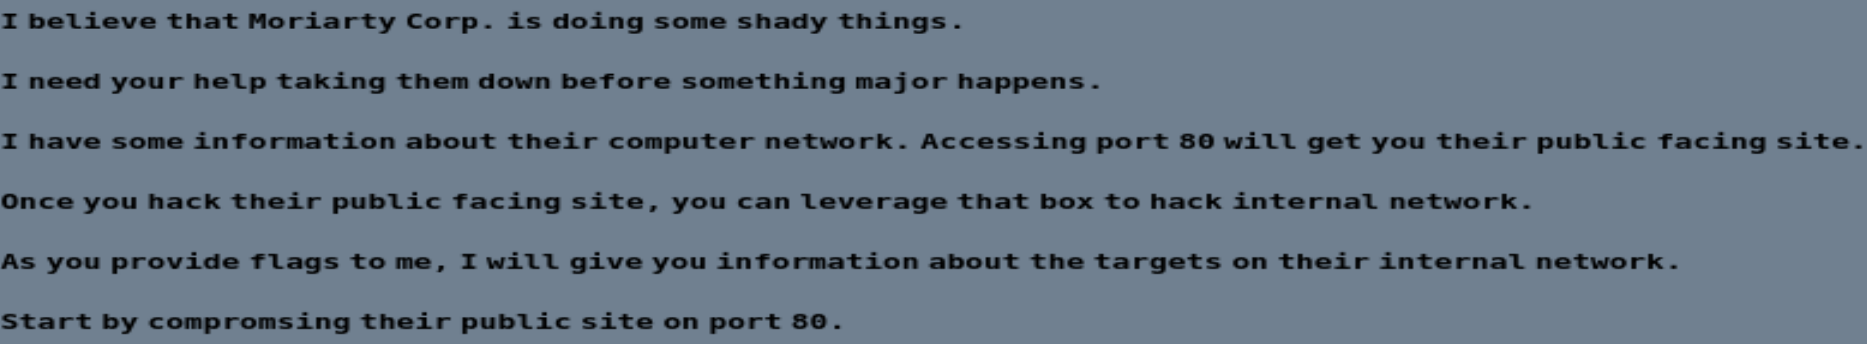 I believe that Moriarty Corp. is doing some shady things.
I need your help taking them down before something major happens.
I have some information about their computer network. Accessing port 80 will get you their public facing site.
Once you hack their public facing site, you can leverage that box to hack internal network.
As you provide flags to me, I will give you information about the targets on their internal network.
Start by compromsing their public site on port 80.